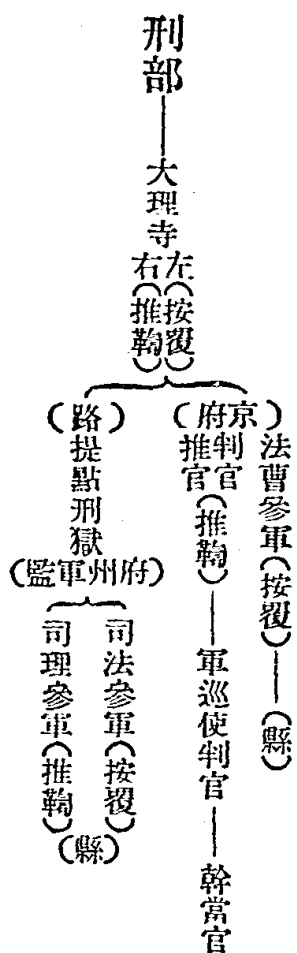 刑部——大理寺
左(按覆)
右(推鞫)
(京府)
法曹參軍(按覆)——(縣)
判官
推官(推鞫)——軍巡使判官——幹當官
(路)提點刑獄
(府州軍監)
司法參軍(按覆)
司理參軍(推鞫)
(縣)